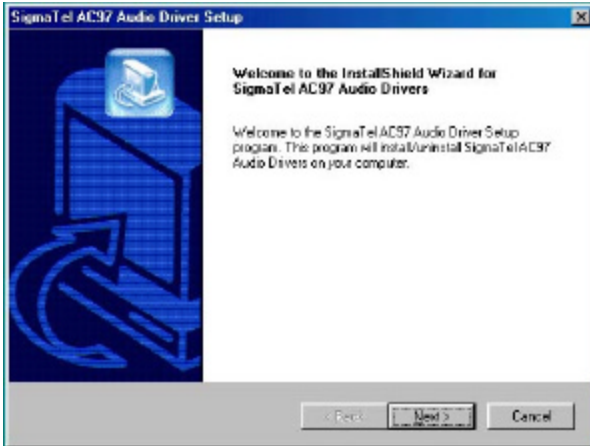 SigmaTel AC97 Audio Driver Setup
Welcome to the InstallShield Wizard for
SigmaTel AC97 Audio Drivers
Welcome to the SigmaTel AC97 Audio Driver Setup
program. This program will install/uninstall SigmaTel AC97
Audio Drivers on your computer.
< Back
Next >
Cancel